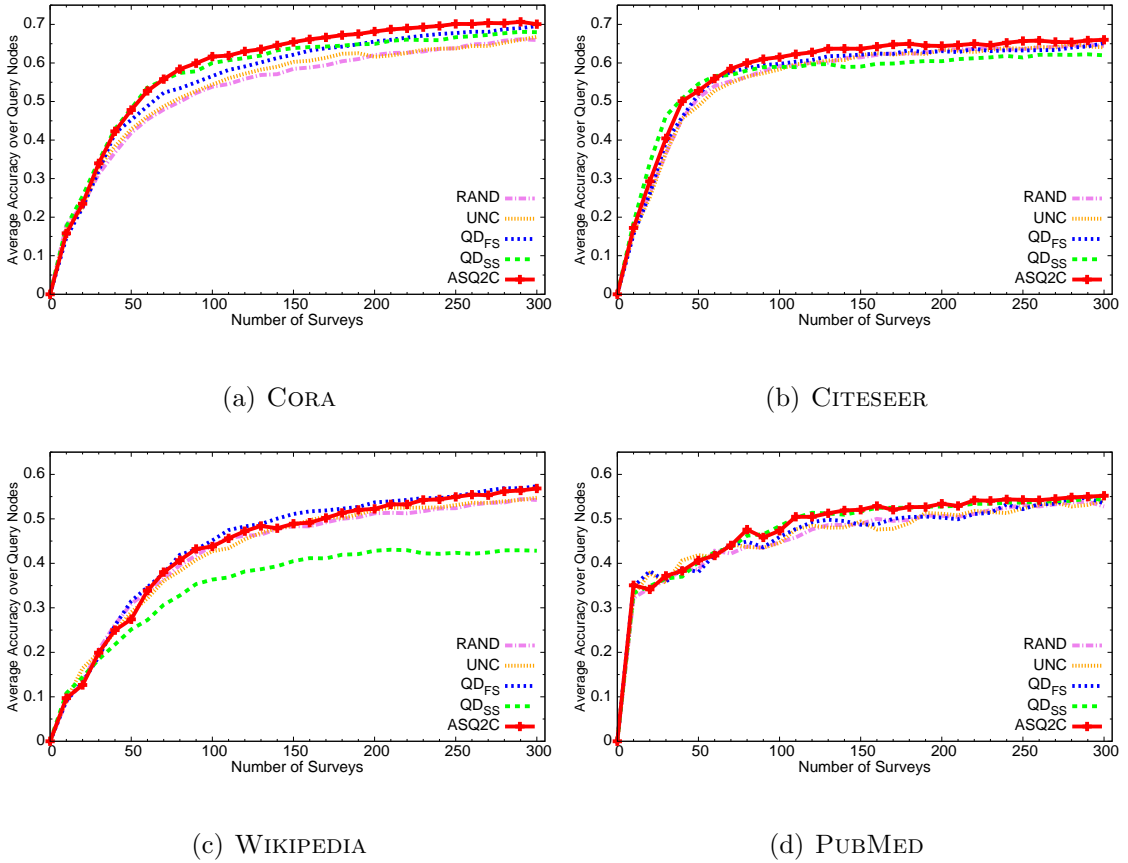 0.7
0.6
0.5
0.4
0.3
0.2
0.1
0
0 50 100 150 200 250 300
Average Accuracy over Query Nodes
Number of Surveys
RAND
UNC
QD_FS
QD_SS
ASQ2C
(a) CORA
0.7
0.6
0.5
0.4
0.3
0.2
0.1
0
0 50 100 150 200 250 300
Average Accuracy over Query Nodes
Number of Surveys
RAND
UNC
QD_FS
QD_SS
ASQ2C
(b) CITESEER
0.6
0.5
0.4
0.3
0.2
0.1
0
0 50 100 150 200 250 300
Average Accuracy over Query Nodes
Number of Surveys
RAND
UNC
QD_FS
QD_SS
ASQ2C
(c) WIKIPEDIA
0.6
0.5
0.4
0.3
0.2
0.1
0
0 50 100 150 200 250 300
Average Accuracy over Query Nodes
Number of Surveys
RAND
UNC
QD_FS
QD_SS
ASQ2C
(d) PUBMED